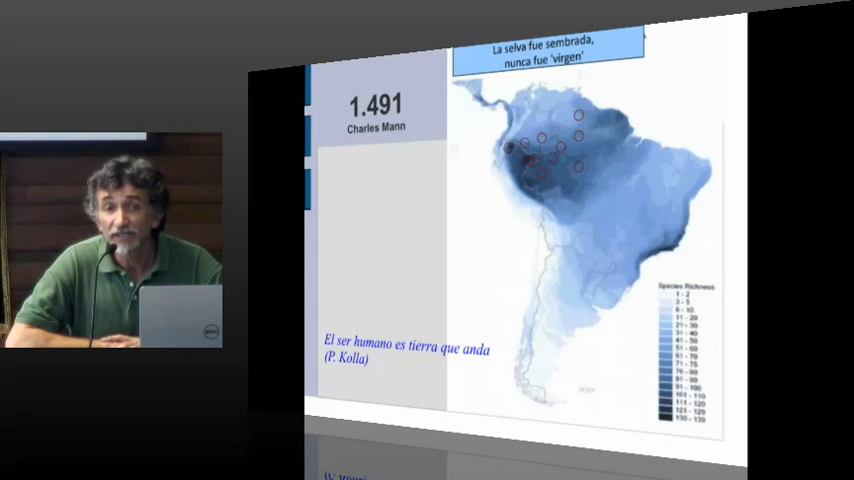 La selva fue sembrada,
nunca fue 'virgen'
1.491
Charles Mann
El ser humano es tierra que anda
(P. Kolla)
Species Richness
1 - 2
3 - 5
6 - 10
11 - 20
21 - 30
31 - 40
41 - 50
51 - 60
61 - 70
71 - 75
76 - 80
81 - 90
91 - 100
101 - 110
111 - 120
121 - 129
130 - 139
DELL